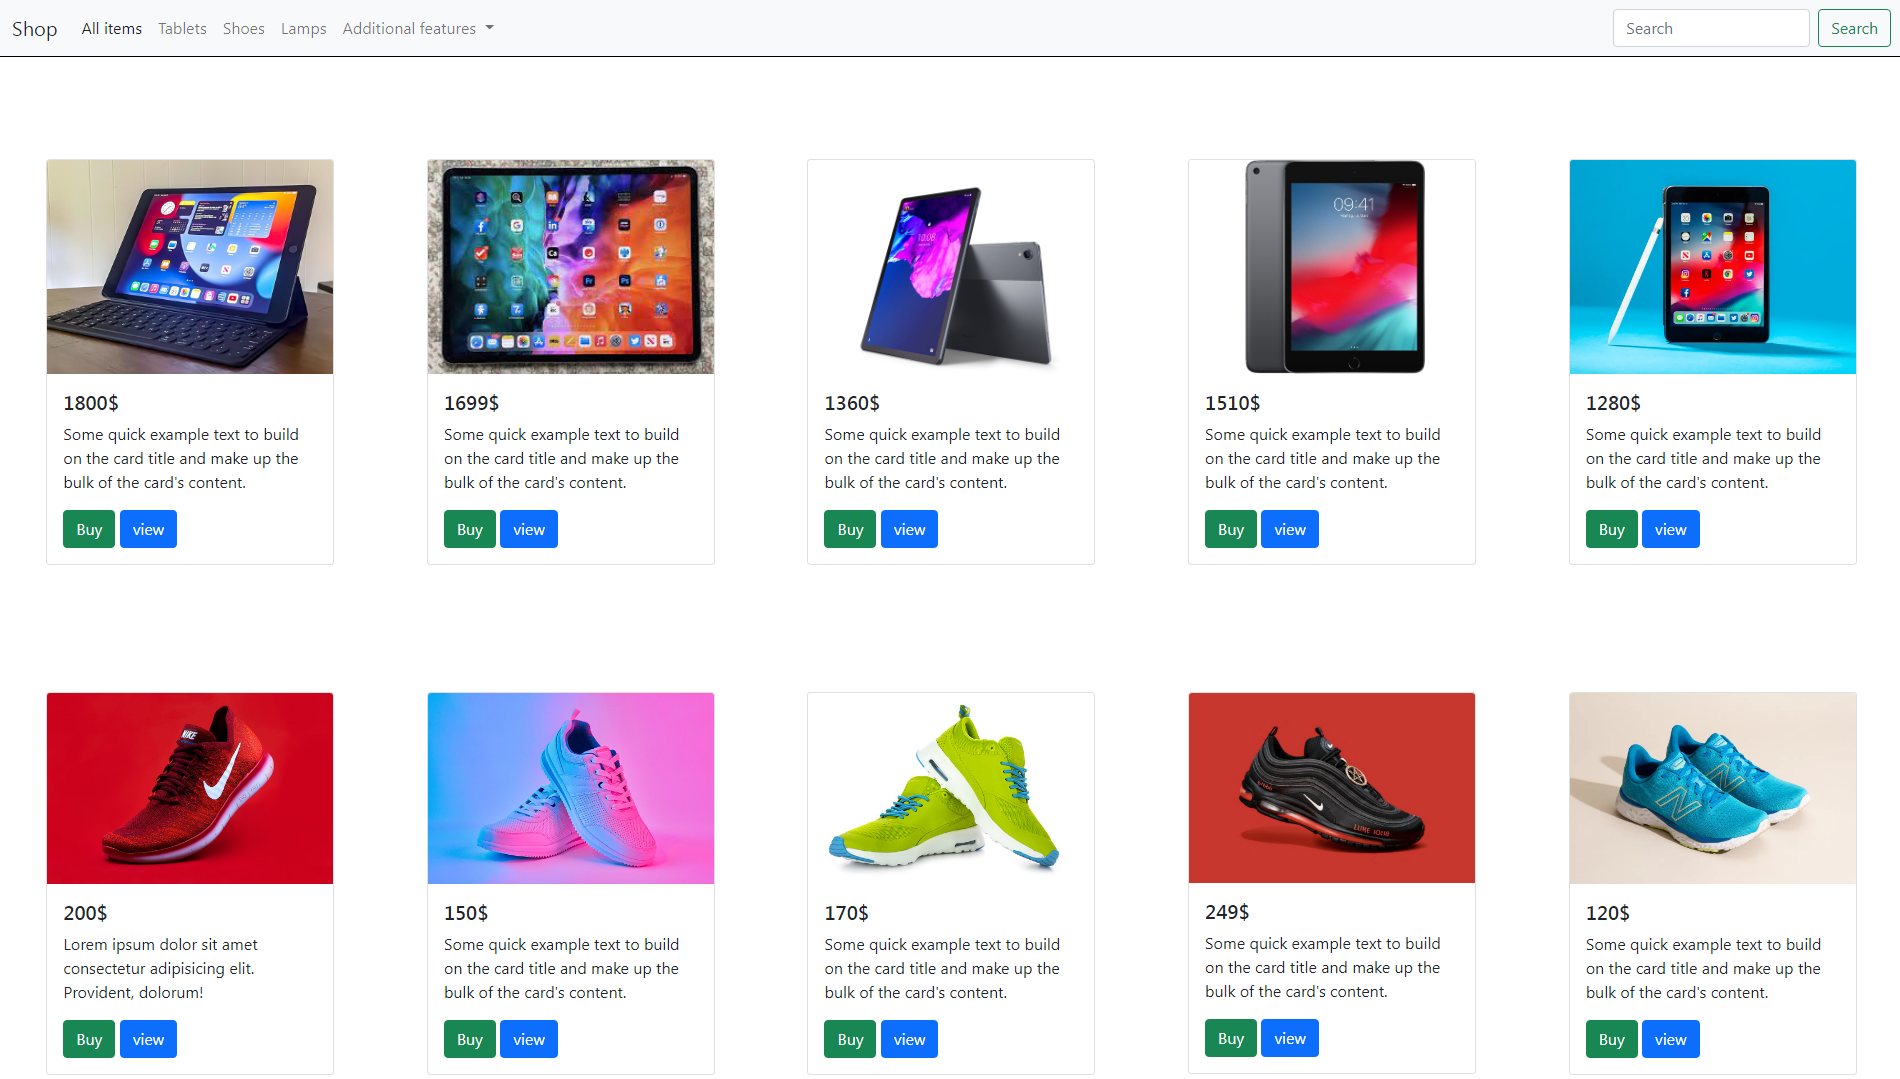 Shop All items Tablets Shoes Lamps Additional features Search Search
09:41
10:08
1800$ 1699$ 1360$ 1510$ 1280$
Some quick example text to build Some quick example text to build Some quick example text to build Some quick example text to build Some quick example text to build
on the card title and make up the on the card title and make up the on the card title and make up the on the card title and make up the on the card title and make up the
bulk of the card's content. bulk of the card's content. bulk of the card's content. bulk of the card's content. bulk of the card's content.
Buy view Buy view Buy view Buy view Buy view
NIKE
200$ 150$ 170$ 249$ 120$
Lorem ipsum dolor sit amet Some quick example text to build Some quick example text to build Some quick example text to build Some quick example text to build
consectetur adipisicing elit. on the card title and make up the on the card title and make up the on the card title and make up the on the card title and make up the
Provident, dolorum! bulk of the card's content. bulk of the card's content. bulk of the card's content. bulk of the card's content.
Buy view Buy view Buy view Buy view Buy view